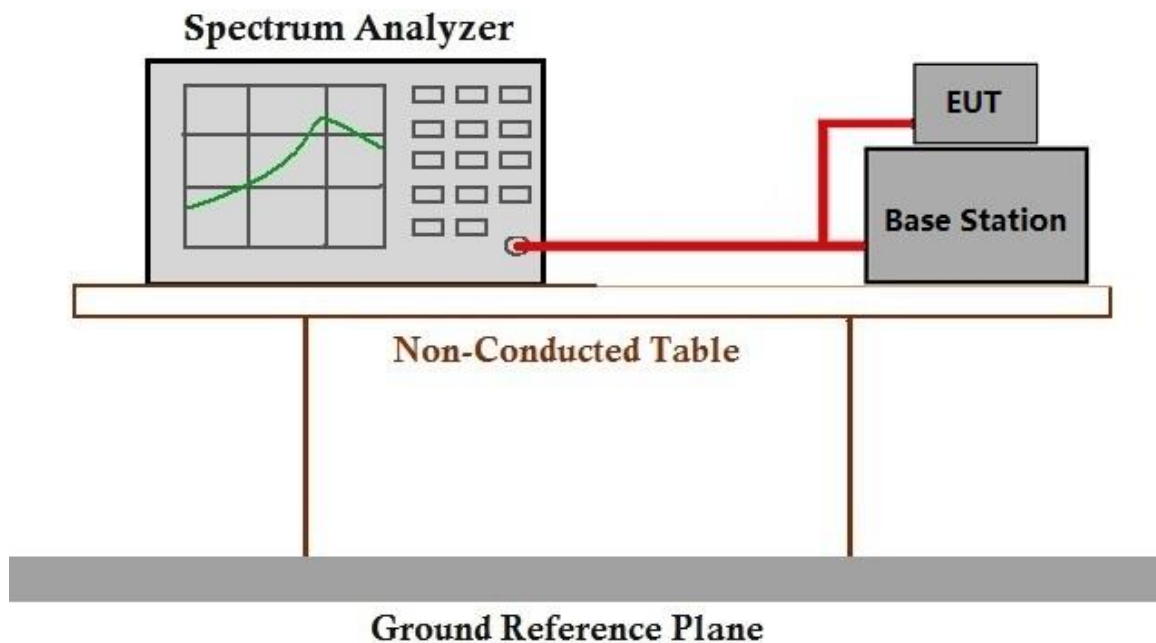 Spectrum Analyzer
EUT
Base Station
Non-Conducted Table
Ground Reference Plane